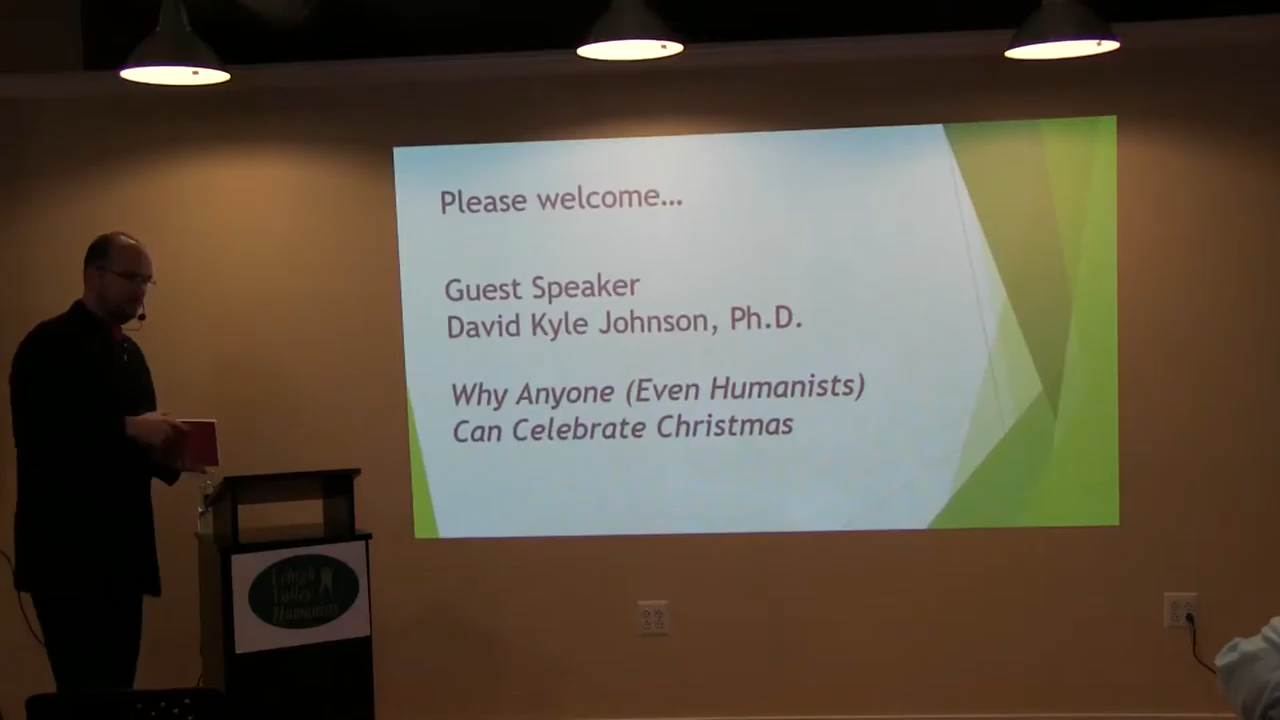 Please welcome...
Guest Speaker
David Kyle Johnson, Ph.D.
Why Anyone (Even Humanists)
Can Celebrate Christmas
Lehigh
Valley
Humanists